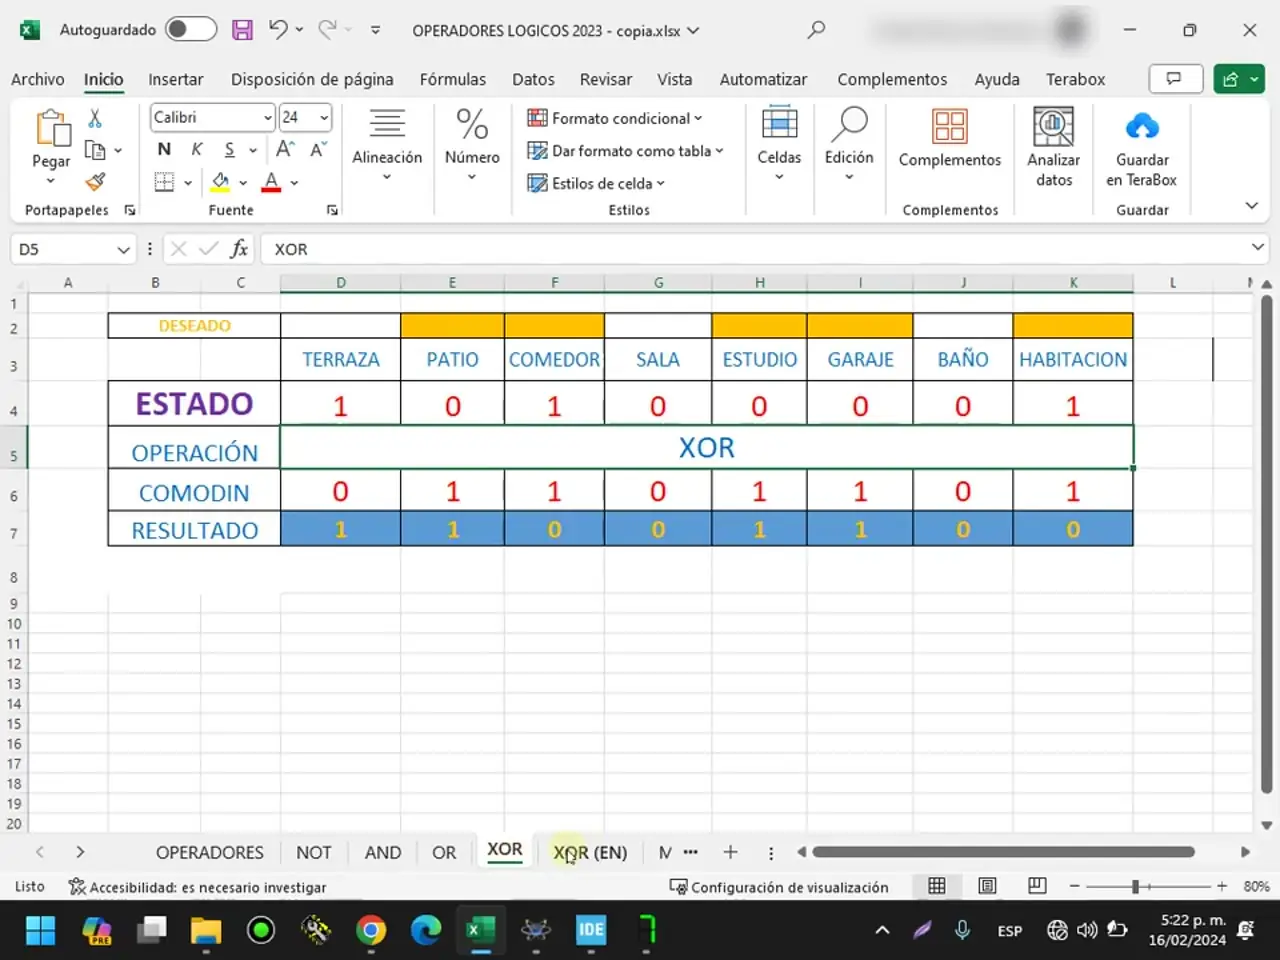 Autoguardado
OPERADORES LOGICOS 2023 - copia.xlsx
Archivo Inicio Insertar Disposición de página Fórmulas Datos Revisar Vista Automatizar Complementos Ayuda Terabox
Pegar
Portapapeles
Calibri 24
N K S A A
A
Fuente
Alineación
%
Número
Formato condicional
Dar formato como tabla
Estilos de celda
Estilos
Celdas
Edición
Complementos
Complementos
Analizar
datos
Guardar
en TeraBox
Guardar
D5 fx XOR
A B C D E F G H I J K L
1
2 DESEADO
3 TERRAZA PATIO COMEDOR SALA ESTUDIO GARAJE BAÑO HABITACION
4 ESTADO 1 0 1 0 0 0 0 1
5 OPERACIÓN XOR
6 COMODIN 0 1 1 0 1 1 0 1
7 RESULTADO 1 1 0 0 1 1 0 0
8
9
10
11
12
13
14
15
16
17
18
19
20
OPERADORES NOT AND OR XOR XOR (EN) M ••• +
Listo Accesibilidad: es necesario investigar Configuración de visualización − + 80%
PRE IDE 7 ESP 5:22 p. m.
16/02/2024